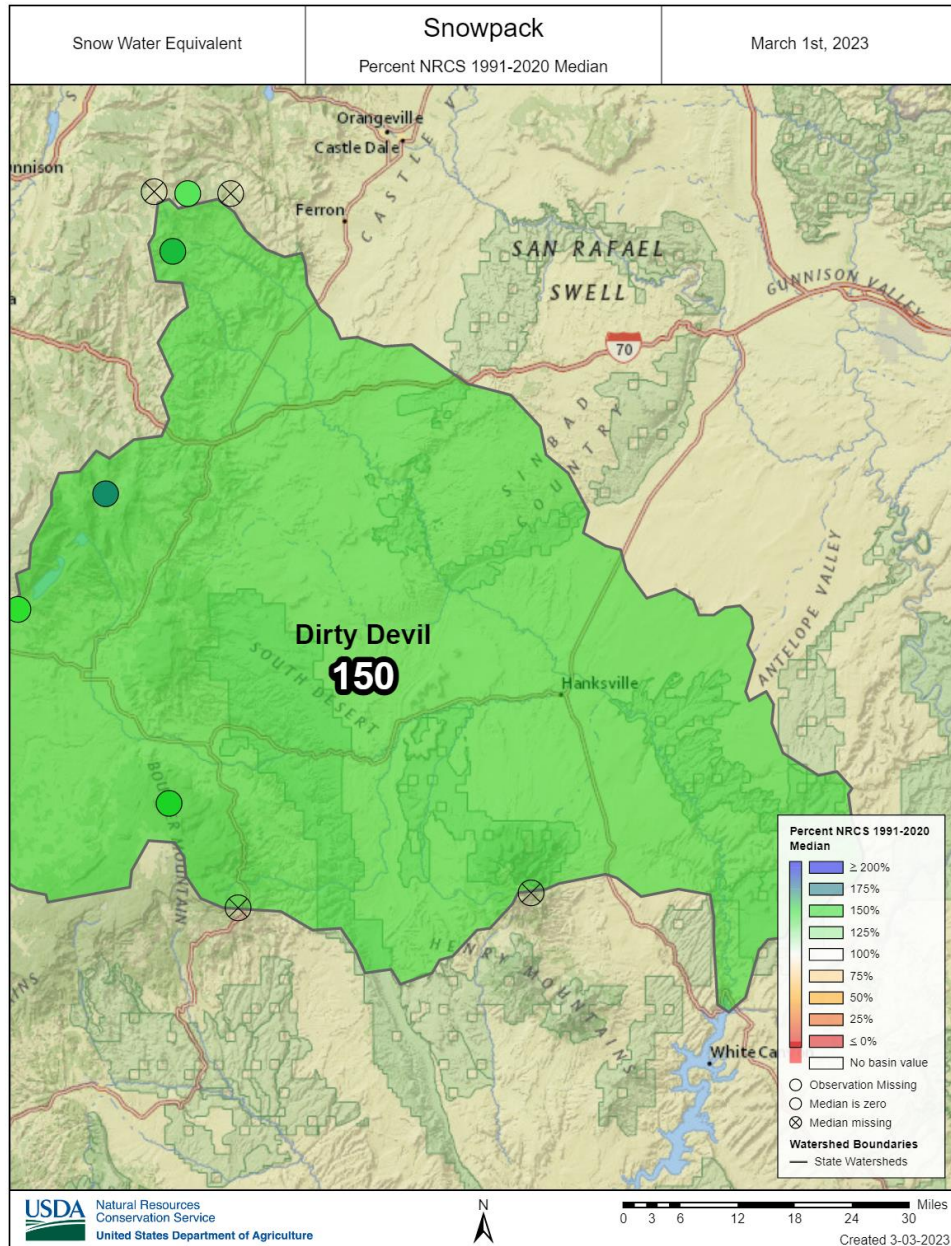 Snow Water Equivalent
Snowpack
Percent NRCS 1991-2020 Median
March 1st, 2023
Orangeville
Castle Dale
CASTLE V
S
unnison
Ferron
SAN RAFAEL
SWELL
GUNNISON VALLEY
a
70
SINBAD
COUNTRY
ANTELOPE VALLEY
Dirty Devil
150
SOUTH DESERT
Hanksville
MOUNTAIN
HENRY MOUNTAINS
AINS
White Ca
Percent NRCS 1991-2020
Median
≥ 200%
175%
150%
125%
100%
75%
50%
25%
≤ 0%
No basin value
Observation Missing
Median is zero
Median missing
Watershed Boundaries
State Watersheds
USDA
Natural Resources
Conservation Service
United States Department of Agriculture
N
Miles
0 3 6 12 18 24 30
Created 3-03-2023